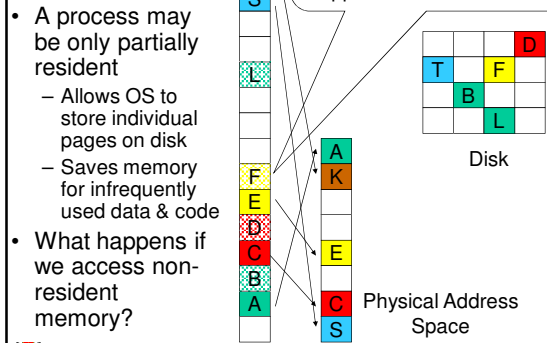 • A process may
be only partially
resident
– Allows OS to
store individual
pages on disk
– Saves memory
for infrequently
used data & code
• What happens if
we access non-
resident
memory?
S
L
F
E
D
C
B
A
A
K
E
C
S
Physical Address
Space
D
T F
B
L
Disk